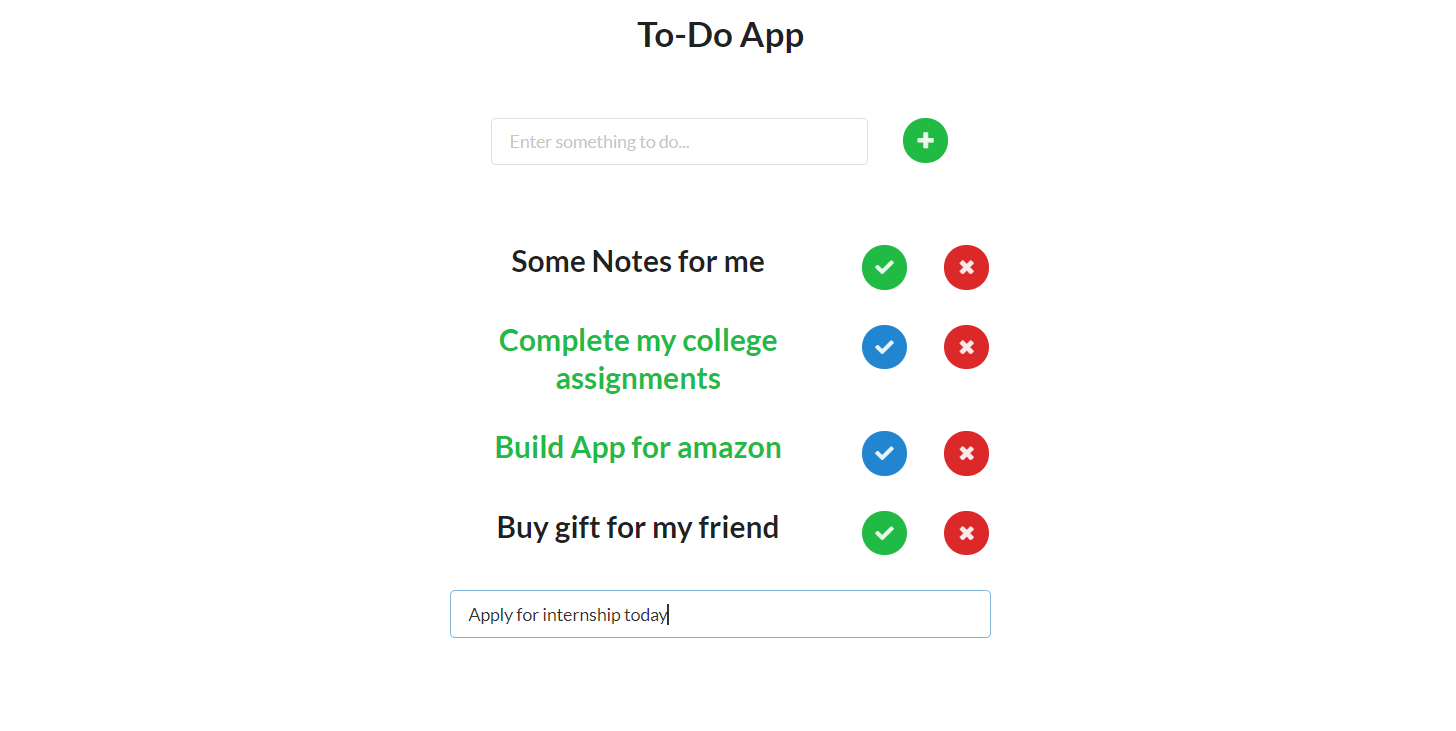 To-Do App
Enter something to do...
Some Notes for me
Complete my college
assignments
Build App for amazon
Buy gift for my friend
Apply for internship today